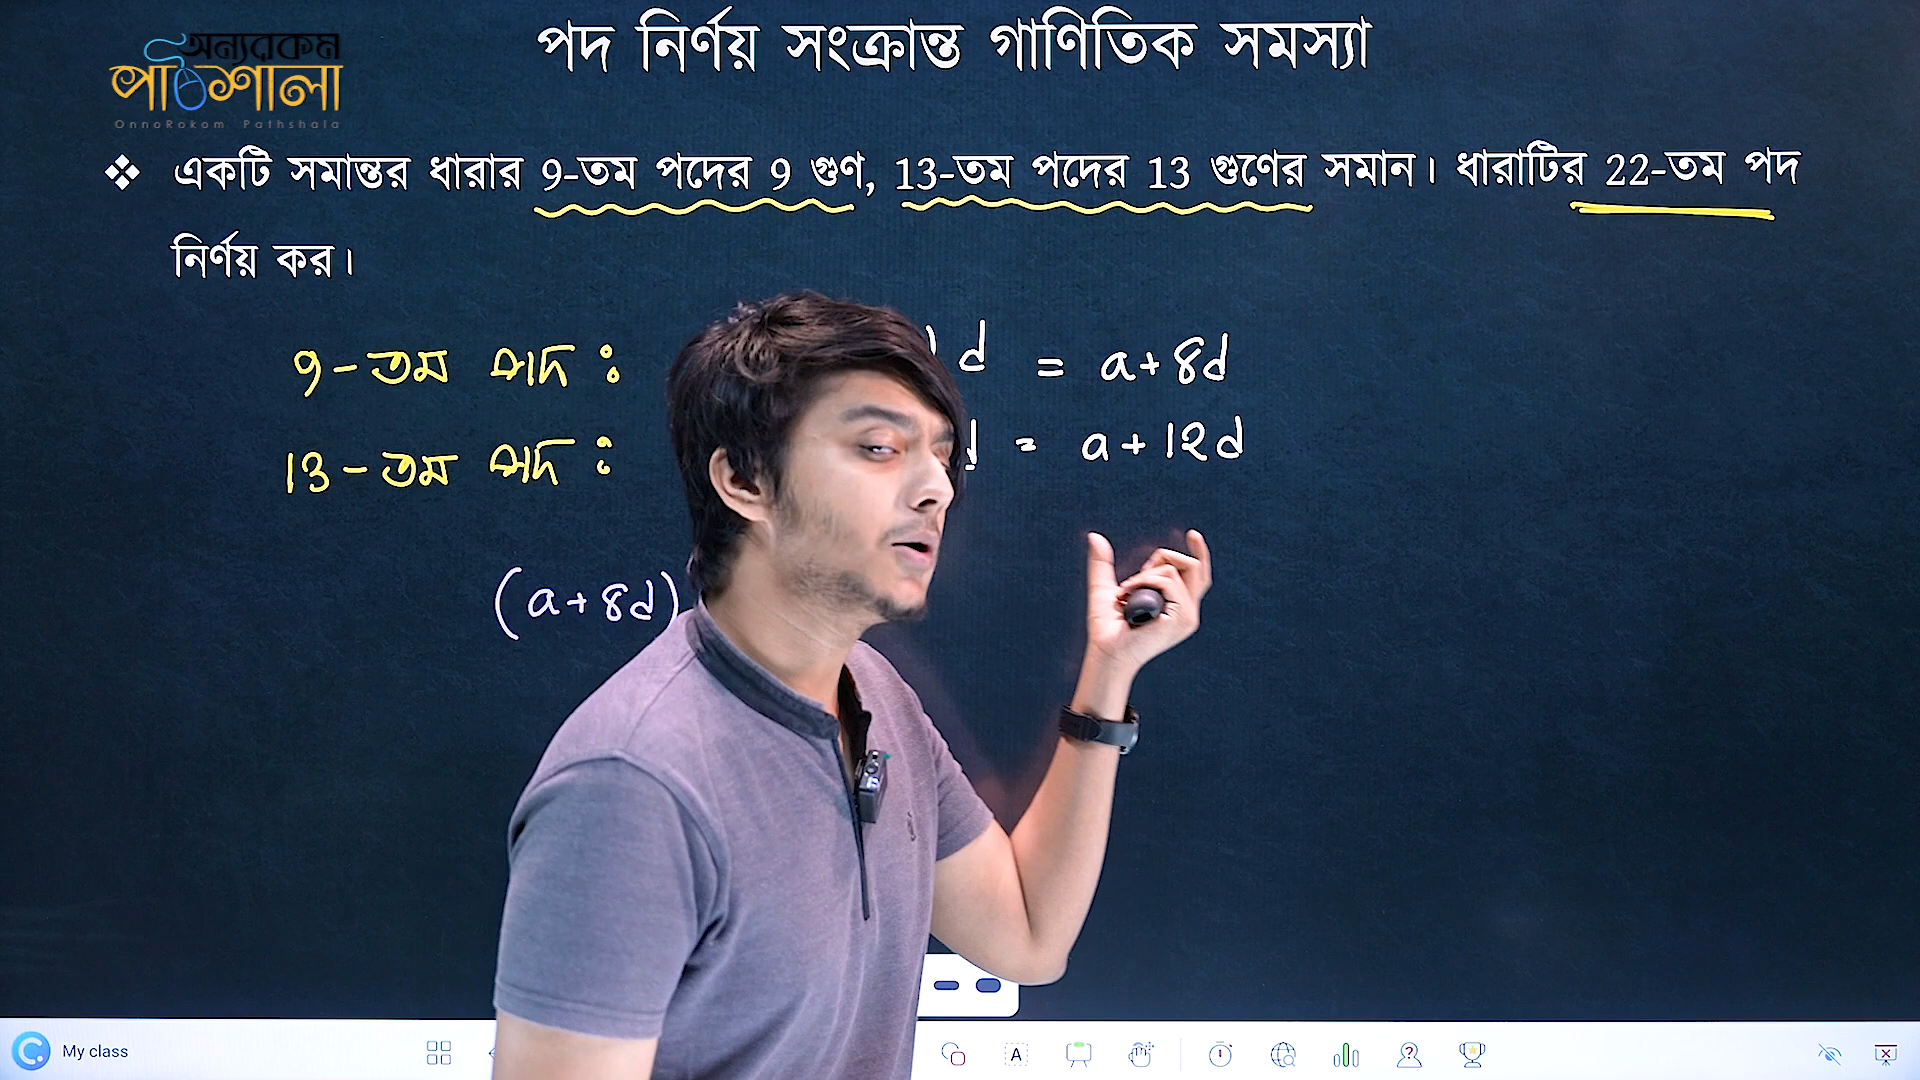 পদ নির্ণয় সংক্রান্ত গাণিতিক সমস্যা
অন্যরকম
পাঠশালা
OnnoRokom Pathshala
❖ একটি সমান্তর ধারার 9-তম পদের 9 গুণ, 13-তম পদের 13 গুণের সমান। ধারাটির 22-তম পদ
নির্ণয় কর।
9-তম পদ : d = a+8d
13-তম পদ : d = a+12d
(a+8d)
My class
A